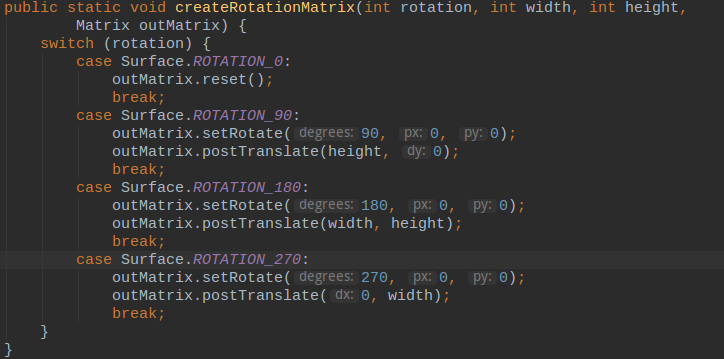 public static void createRotationMatrix(int rotation, int width, int height,
        Matrix outMatrix) {
    switch (rotation) {
        case Surface.ROTATION_0:
            outMatrix.reset();
            break;
        case Surface.ROTATION_90:
            outMatrix.setRotate( degrees: 90, px: 0, py: 0);
            outMatrix.postTranslate(height, dy: 0);
            break;
        case Surface.ROTATION_180:
            outMatrix.setRotate( degrees: 180, px: 0, py: 0);
            outMatrix.postTranslate(width, height);
            break;
        case Surface.ROTATION_270:
            outMatrix.setRotate( degrees: 270, px: 0, py: 0);
            outMatrix.postTranslate( dx: 0, width);
            break;
    }
}